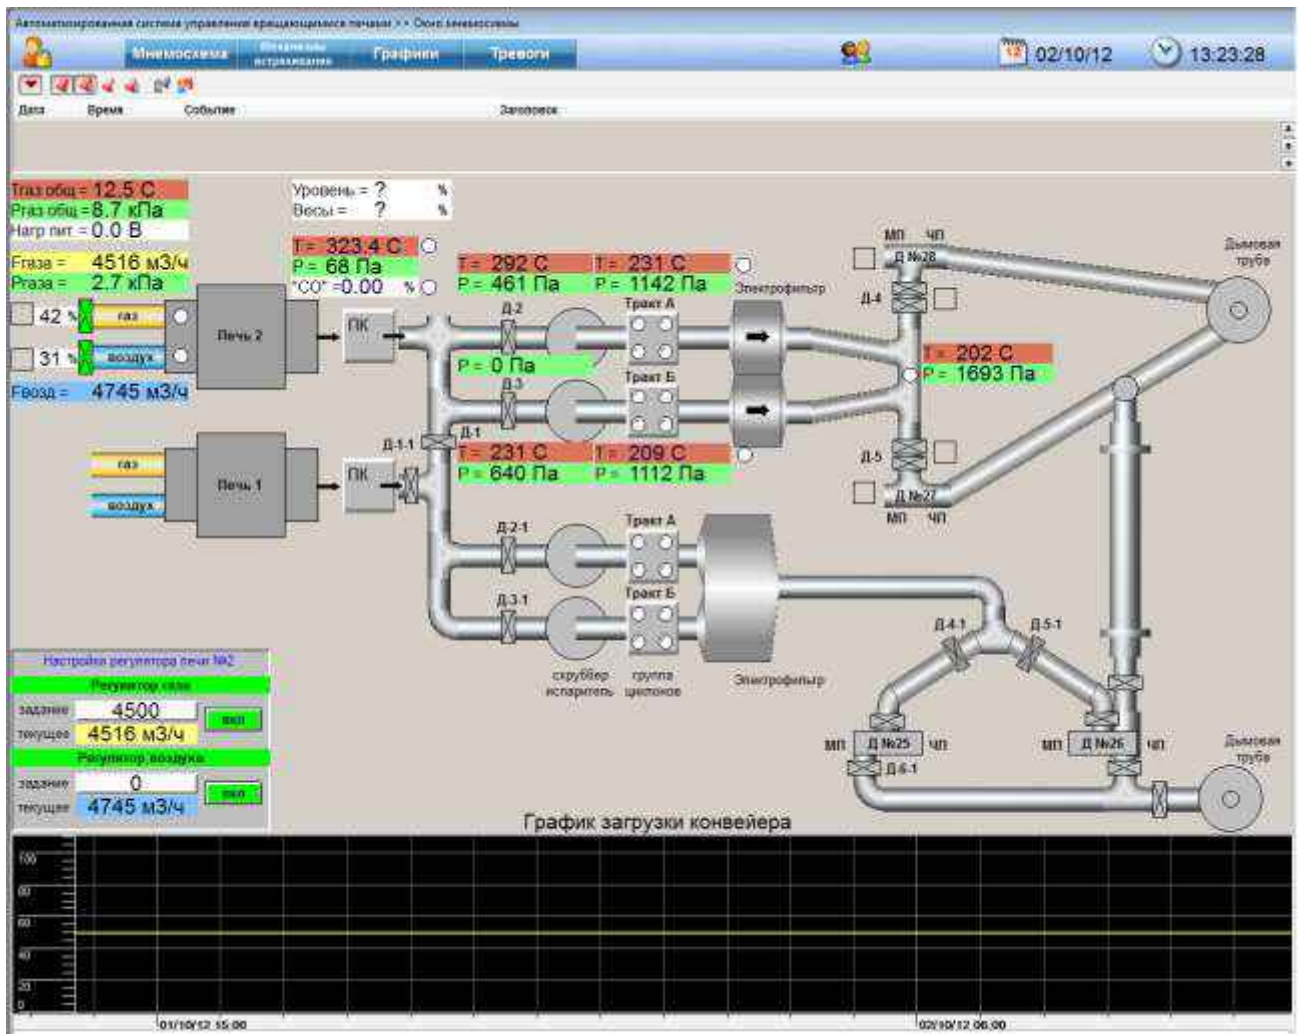 Автоматизированная система управления вращающимися печами >> Окно мнемосхемы
Мнемосхема Механизмы встряхивания Графики Тревоги 02/10/12 13:23:28
Дата Время Событие Заголовок
Тгаз общ = 12.5 С
Ргаз общ = 8.7 кПа
Нагр пит = 0.0 В
Fгаза = 4516 м3/ч
Ргаза = 2.7 кПа
Уровень = ? %
Весы = ? %
Т = 323,4 С
Р = 68 Па
"СО" = 0.00 %
Т = 292 С Т = 231 С
Р = 461 Па Р = 1142 Па
Электрофильтр
МП ЧП
Д №28
Дымовая труба
Д-4
42 % газ
31 % воздух
Печь 2
ПК
Д-2
Тракт А
Fвозд = 4745 м3/ч
Р = 0 Па
Д-3
Тракт Б
Т = 202 С
Р = 1693 Па
Д-1-1
Д-1
Т = 231 С Т = 209 С
Р = 640 Па Р = 1112 Па
Д-5
Д №27
МП ЧП
газ
воздух
Печь 1
ПК
Д-2-1
Тракт А
Д-3-1
Тракт Б
скруббер испаритель
группа циклонов
Электрофильтр
Д-4-1 Д-5-1
МП Д №25 ЧП
МП Д №26 ЧП
Д-6-1
Дымовая труба
Настройки регулятора печи №2
Регулятор газа
задание 4500
вкл
текущее 4516 м3/ч
Регулятор воздуха
задание 0
вкл
текущее 4745 м3/ч
График загрузки конвейера
100
80
60
40
20
0
01/10/12 15:00 02/10/12 06:00